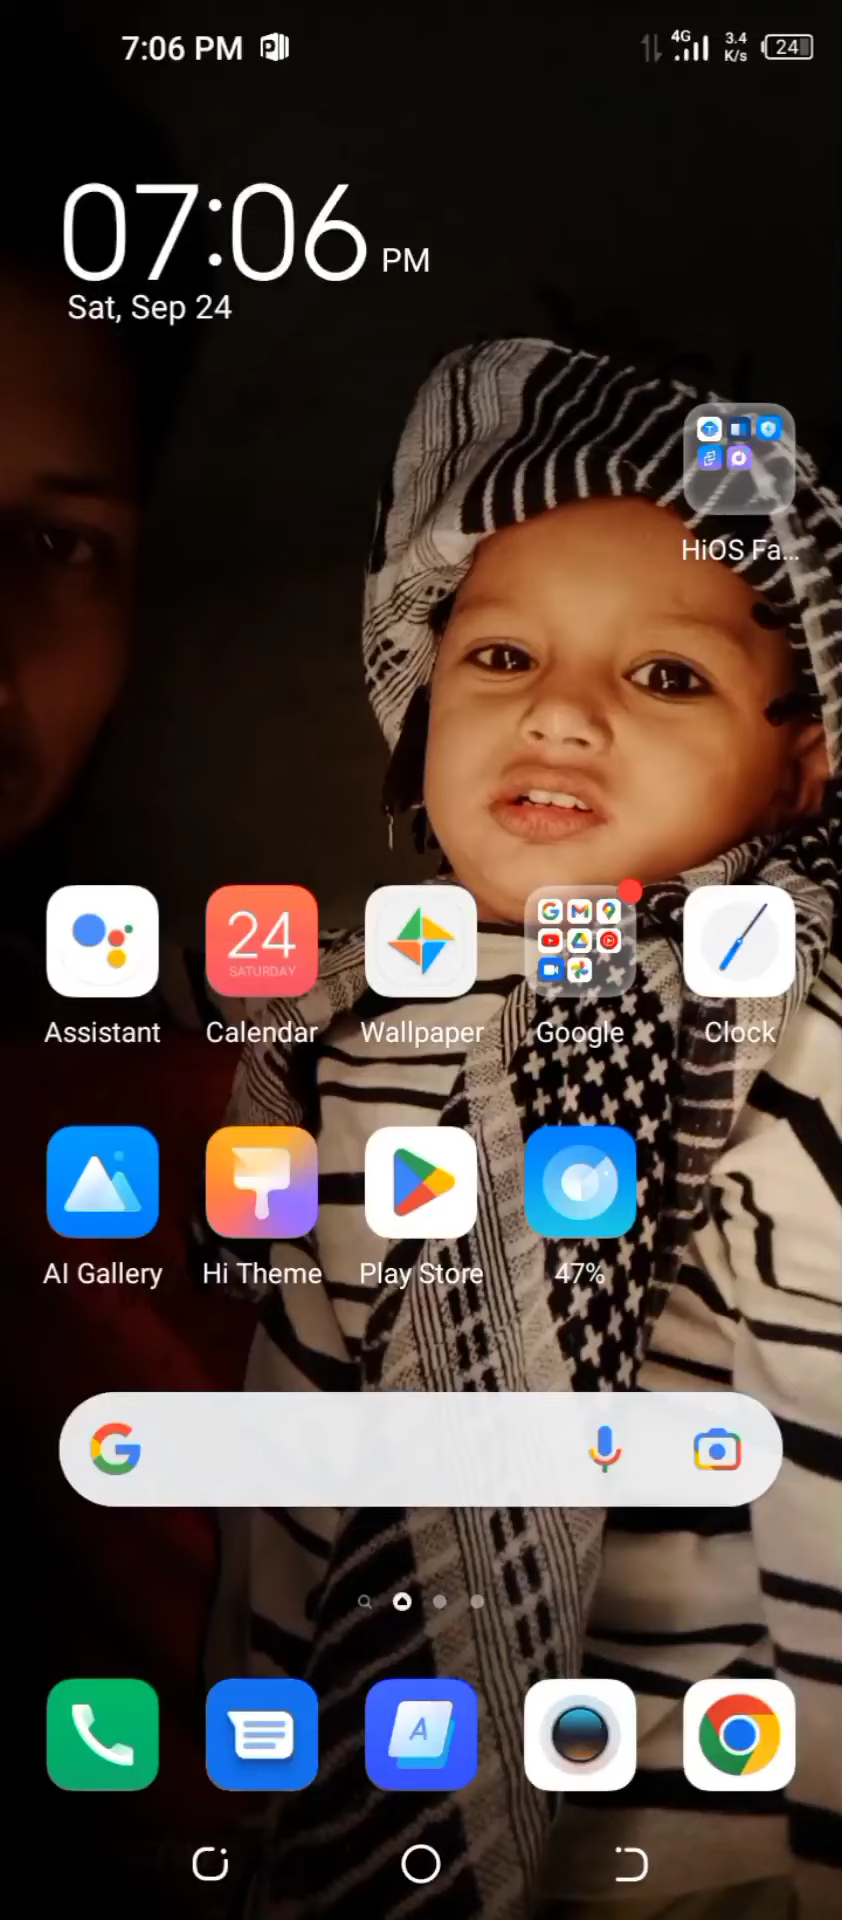 7:06 PM
4G 3.4 K/s 24
07:06 PM
Sat, Sep 24
HiOS Fa...
24
SATURDAY
Assistant Calendar Wallpaper Google Clock
AI Gallery Hi Theme Play Store 47%
A